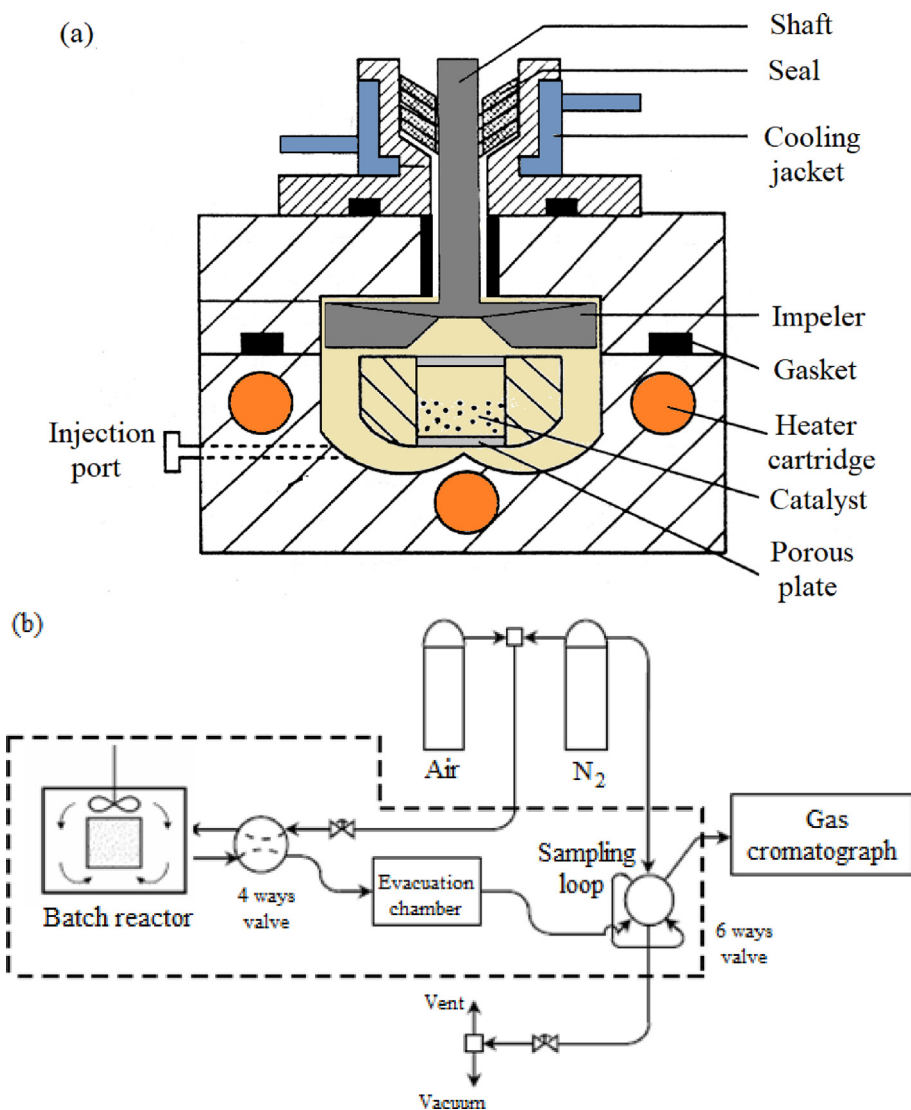 (a)
Shaft
Seal
Cooling
jacket
Impeler
Gasket
Injection
port
Heater
cartridge
Catalyst
Porous
plate
(b)
Air
N2
Gas
cromatograph
Sampling
loop
Batch reactor
4 ways
valve
Evacuation
chamber
6 ways
valve
Vent
Vacuum